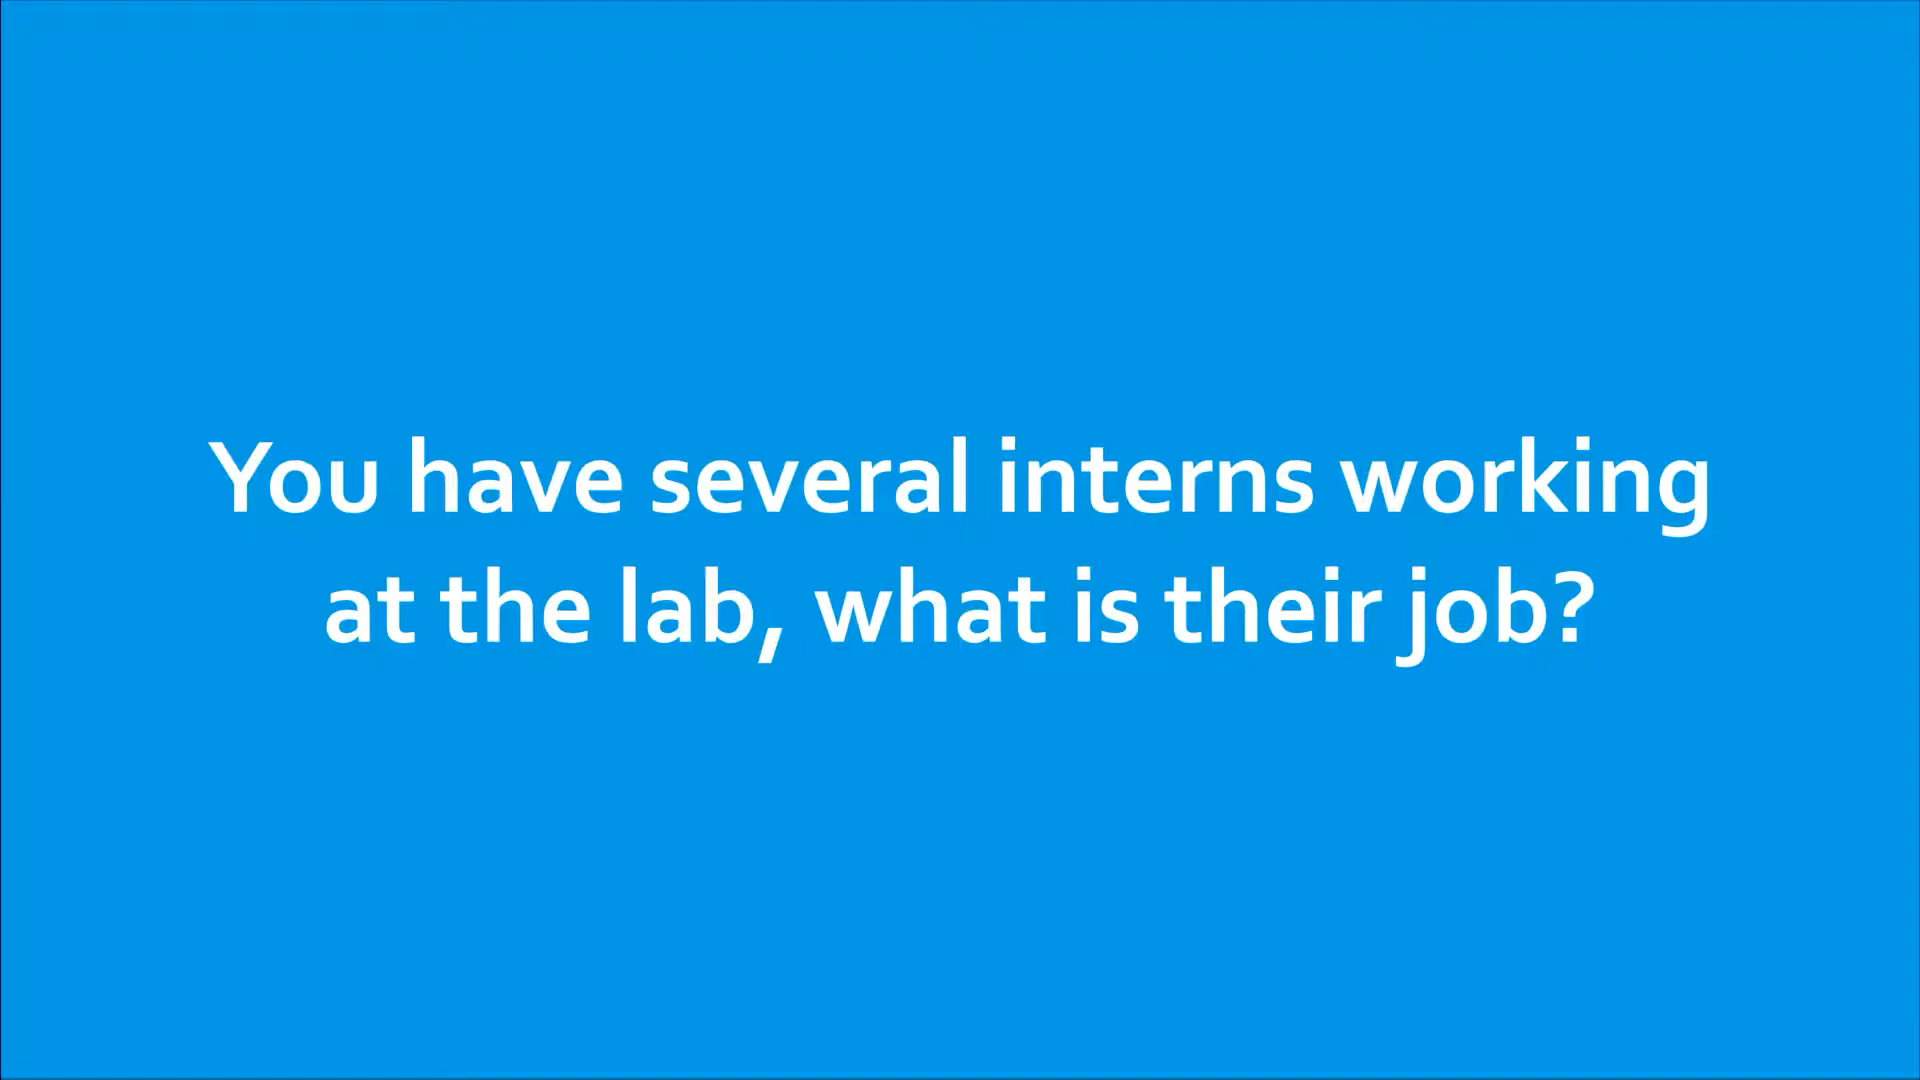 You have several interns working
at the lab, what is their job?